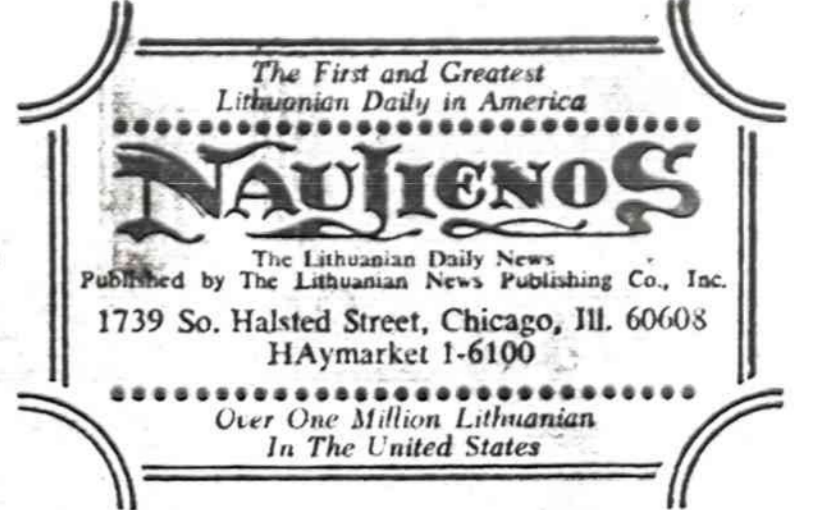 The First and Greatest
Lithuanian Daily in America
NAUJIENOS
The Lithuanian Daily News
Published by The Lithuanian News Publishing Co., Inc.
1739 So. Halsted Street, Chicago, Ill. 60608
HAymarket 1-6100
Over One Million Lithuanian
In The United States